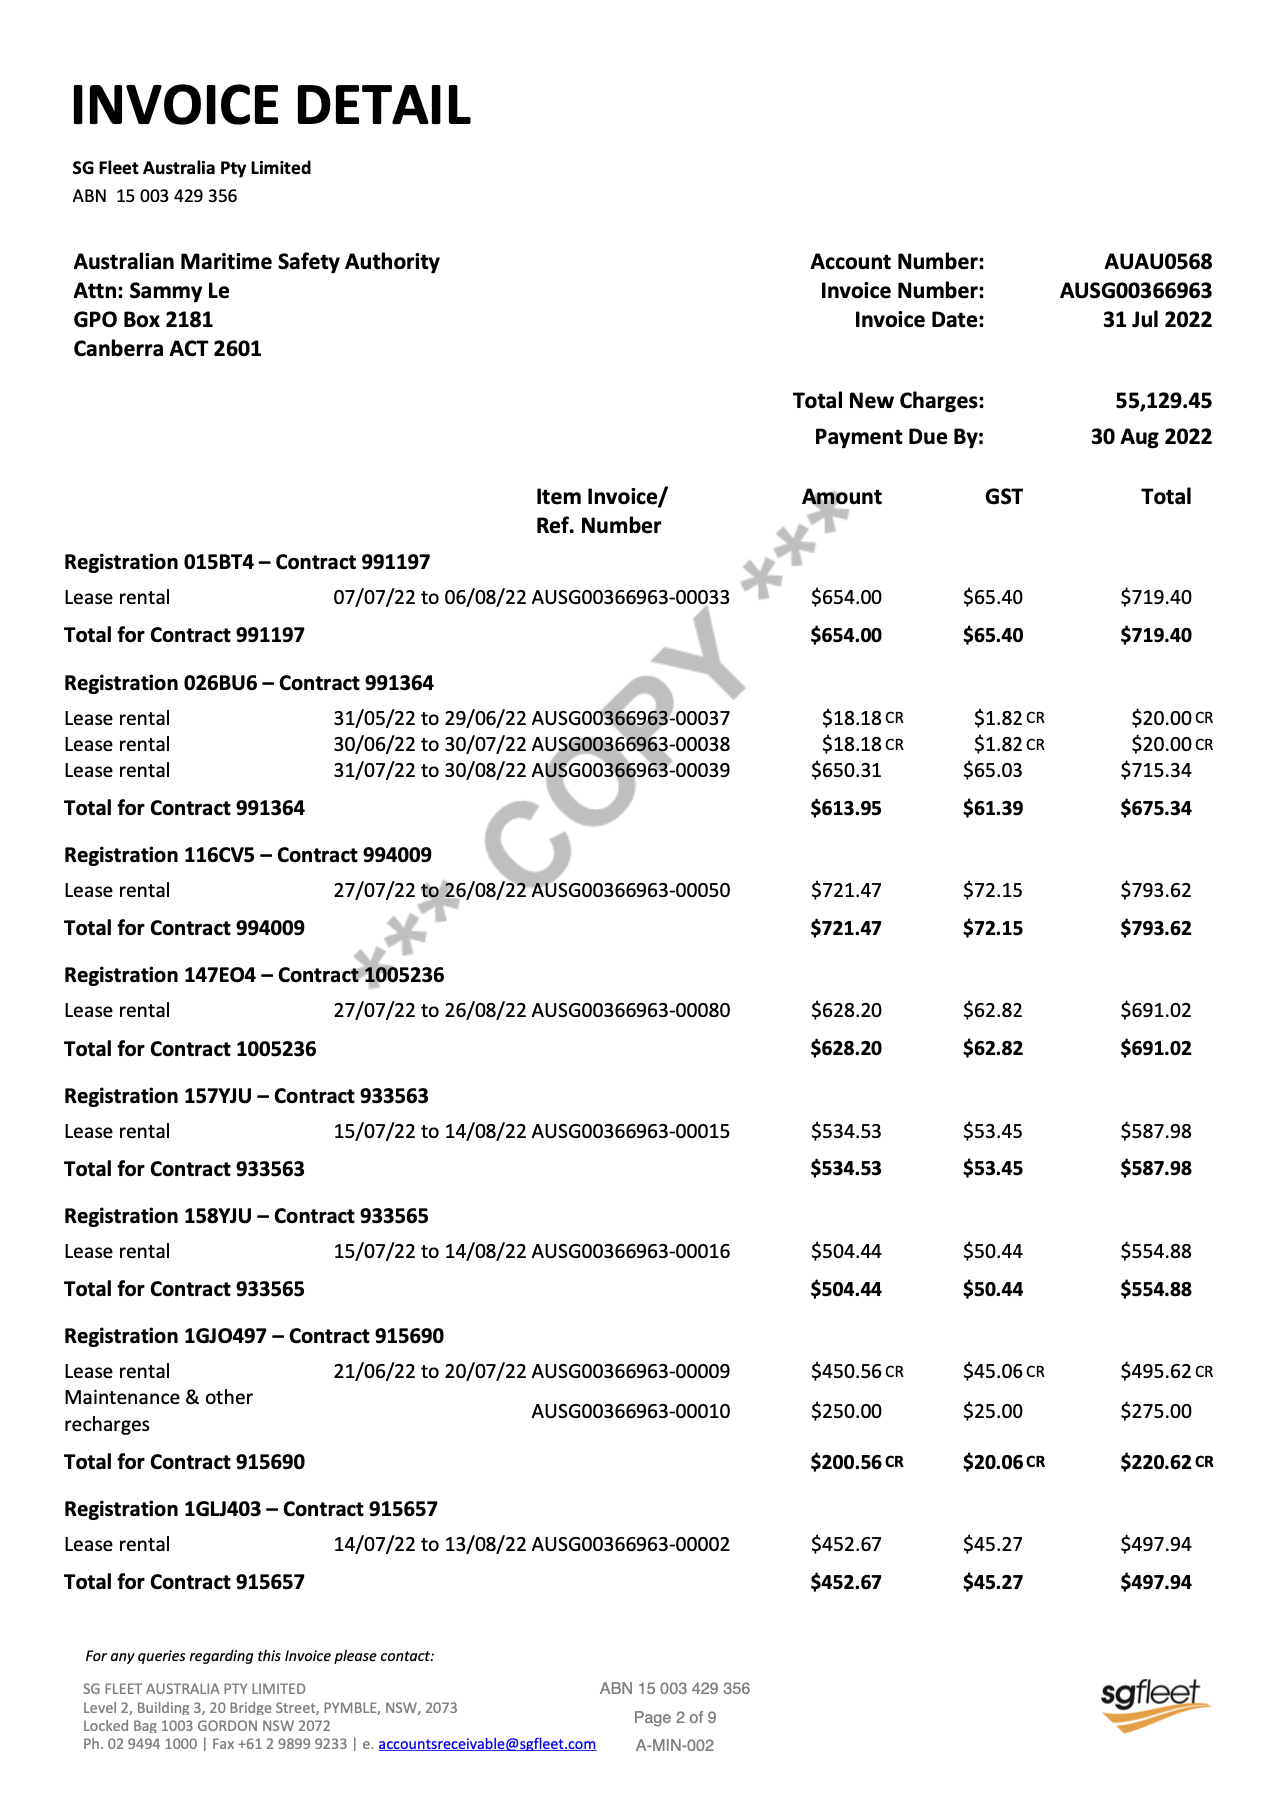 INVOICE DETAIL
SG Fleet Australia Pty Limited
ABN 15 003 429 356
Australian Maritime Safety Authority
Attn: Sammy Le
GPO Box 2181
Canberra ACT 2601
Account Number: AUAU0568
Invoice Number: AUSG00366963
Invoice Date: 31 Jul 2022
Total New Charges: 55,129.45
Payment Due By: 30 Aug 2022
Item Invoice/ Amount GST Total
Ref. Number
*** COPY ***
Registration 015BT4 – Contract 991197
Lease rental 07/07/22 to 06/08/22 AUSG00366963-00033 $654.00 $65.40 $719.40
Total for Contract 991197 $654.00 $65.40 $719.40
Registration 026BU6 – Contract 991364
Lease rental 31/05/22 to 29/06/22 AUSG00366963-00037 $18.18 CR $1.82 CR $20.00 CR
Lease rental 30/06/22 to 30/07/22 AUSG00366963-00038 $18.18 CR $1.82 CR $20.00 CR
Lease rental 31/07/22 to 30/08/22 AUSG00366963-00039 $650.31 $65.03 $715.34
Total for Contract 991364 $613.95 $61.39 $675.34
Registration 116CV5 – Contract 994009
Lease rental 27/07/22 to 26/08/22 AUSG00366963-00050 $721.47 $72.15 $793.62
Total for Contract 994009 $721.47 $72.15 $793.62
Registration 147EO4 – Contract 1005236
Lease rental 27/07/22 to 26/08/22 AUSG00366963-00080 $628.20 $62.82 $691.02
Total for Contract 1005236 $628.20 $62.82 $691.02
Registration 157YJU – Contract 933563
Lease rental 15/07/22 to 14/08/22 AUSG00366963-00015 $534.53 $53.45 $587.98
Total for Contract 933563 $534.53 $53.45 $587.98
Registration 158YJU – Contract 933565
Lease rental 15/07/22 to 14/08/22 AUSG00366963-00016 $504.44 $50.44 $554.88
Total for Contract 933565 $504.44 $50.44 $554.88
Registration 1GJO497 – Contract 915690
Lease rental 21/06/22 to 20/07/22 AUSG00366963-00009 $450.56 CR $45.06 CR $495.62 CR
Maintenance & other
recharges AUSG00366963-00010 $250.00 $25.00 $275.00
Total for Contract 915690 $200.56 CR $20.06 CR $220.62 CR
Registration 1GLJ403 – Contract 915657
Lease rental 14/07/22 to 13/08/22 AUSG00366963-00002 $452.67 $45.27 $497.94
Total for Contract 915657 $452.67 $45.27 $497.94
For any queries regarding this Invoice please contact:
SG FLEET AUSTRALIA PTY LIMITED
Level 2, Building 3, 20 Bridge Street, PYMBLE, NSW, 2073
Locked Bag 1003 GORDON NSW 2072
Ph. 02 9494 1000 | Fax +61 2 9899 9233 | e. accountsreceivable@sgfleet.com
ABN 15 003 429 356
Page 2 of 9
A-MIN-002
sgfleet